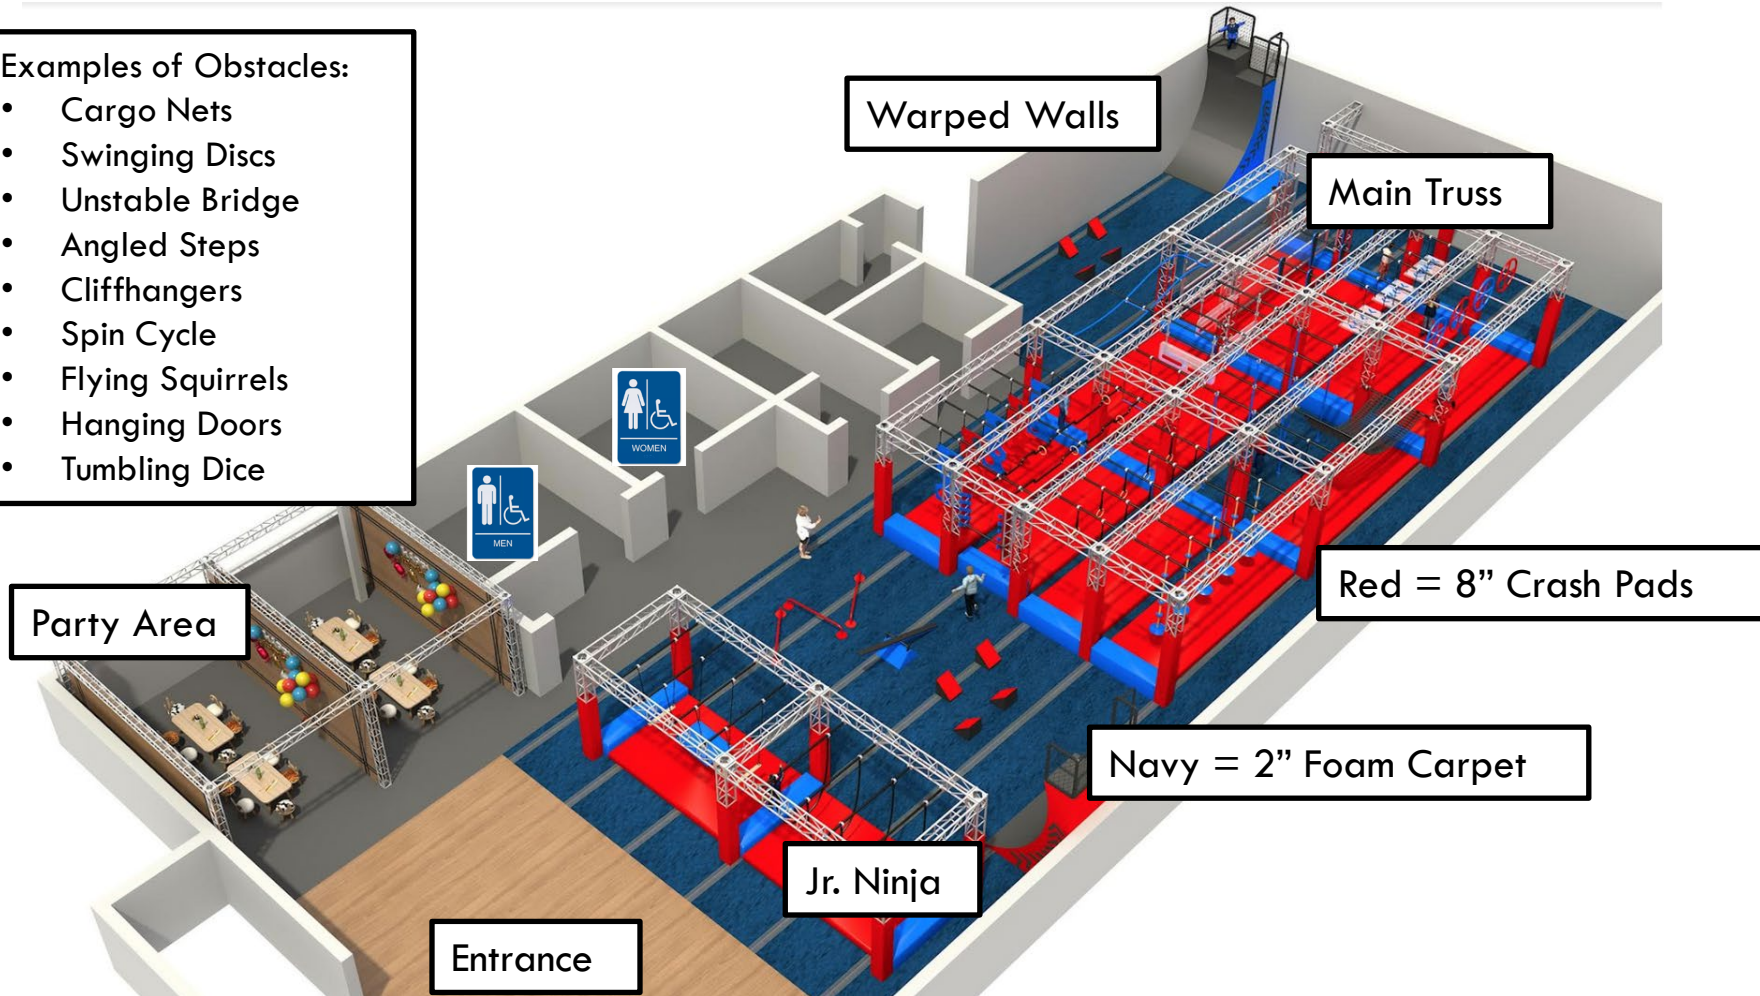 Examples of Obstacles:
• Cargo Nets
• Swinging Discs
• Unstable Bridge
• Angled Steps
• Cliffhangers
• Spin Cycle
• Flying Squirrels
• Hanging Doors
• Tumbling Dice
Warped Walls
Main Truss
WOMEN
MEN
Party Area
Red = 8” Crash Pads
Navy = 2” Foam Carpet
Jr. Ninja
Entrance